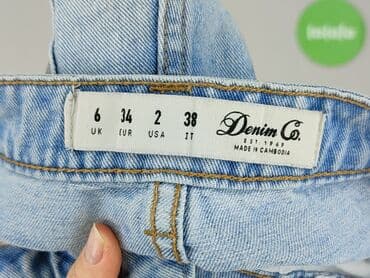 6 34 2 38
UK EUR USA IT
Denim Co.
EST 1969
MADE IN CAMBODIA